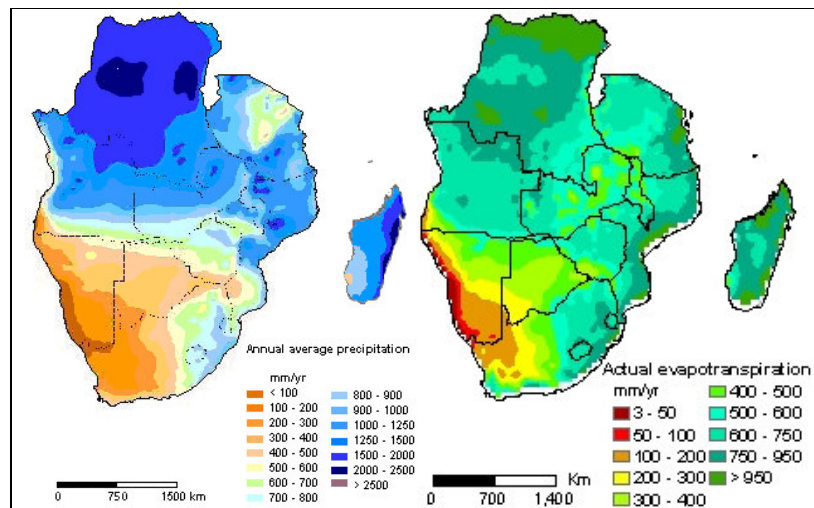 Annual average precipitation
mm/yr
< 100
100 - 200
200 - 300
300 - 400
400 - 500
500 - 600
600 - 700
700 - 800
800 - 900
900 - 1000
1000 - 1250
1250 - 1500
1500 - 2000
2000 - 2500
> 2500
0 750 1500 km
Actual evapotranspiration
mm/yr
3 - 50
50 - 100
100 - 200
200 - 300
300 - 400
400 - 500
500 - 600
600 - 750
750 - 950
> 950
Km
0 700 1,400